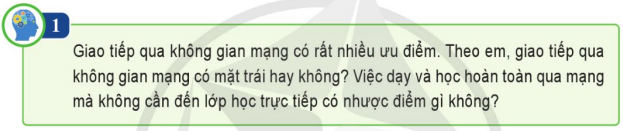 1
Giao tiếp qua không gian mạng có rất nhiều ưu điểm. Theo em, giao tiếp qua
không gian mạng có mặt trái hay không? Việc dạy và học hoàn toàn qua mạng
mà không cần đến lớp học trực tiếp có nhược điểm gì không?